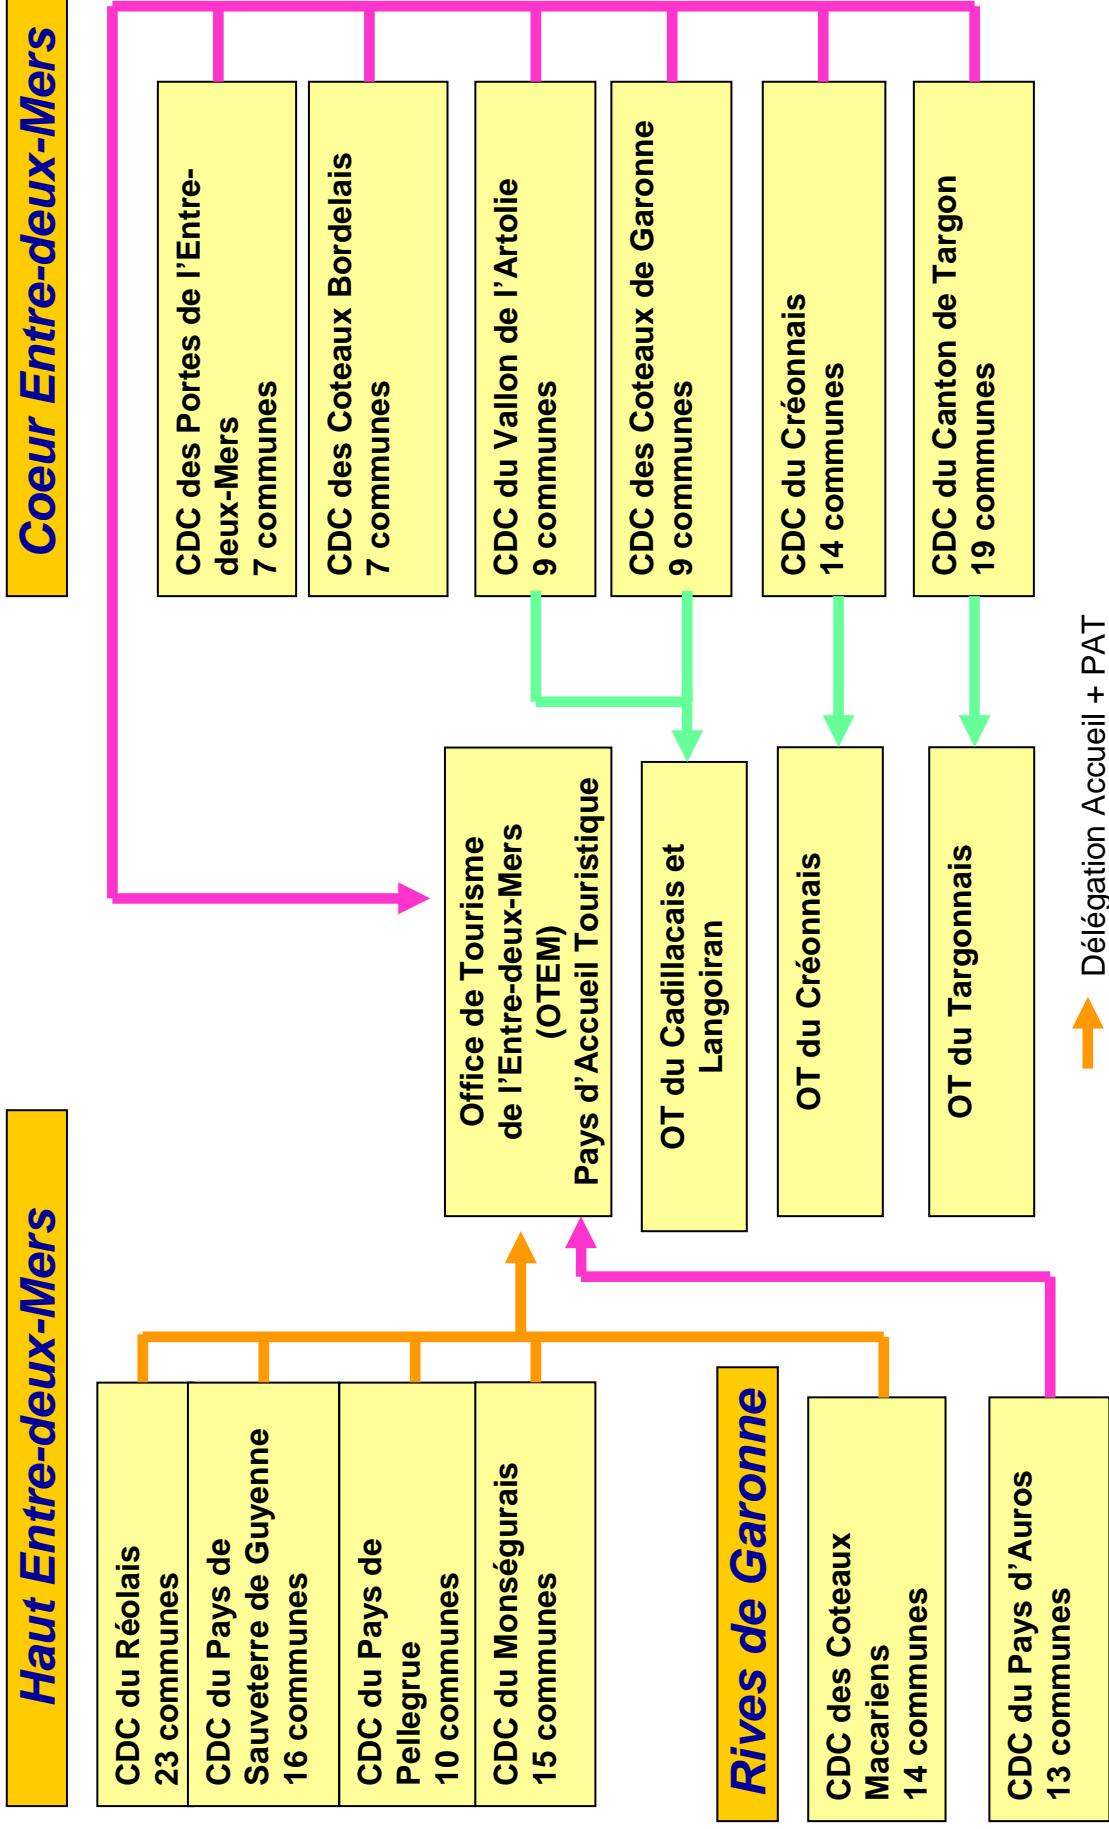 Haut Entre-deux-Mers
CDC du Réolais
23 communes
CDC du Pays de
Sauveterre de Guyenne
16 communes
CDC du Pays de
Pellegrue
10 communes
CDC du Monségurais
15 communes
Rives de Garonne
CDC des Coteaux
Macariens
14 communes
CDC du Pays d’Auros
13 communes
Office de Tourisme
de l’Entre-deux-Mers
(OTEM)
Pays d’Accueil Touristique
OT du Cadillacais et
Langoiran
OT du Créonnais
OT du Targonnais
Coeur Entre-deux-Mers
CDC des Portes de l’Entre-
deux-Mers
7 communes
CDC des Coteaux Bordelais
7 communes
CDC du Vallon de l’Artolie
9 communes
CDC des Coteaux de Garonne
9 communes
CDC du Créonnais
14 communes
CDC du Canton de Targon
19 communes
Délégation Accueil + PAT